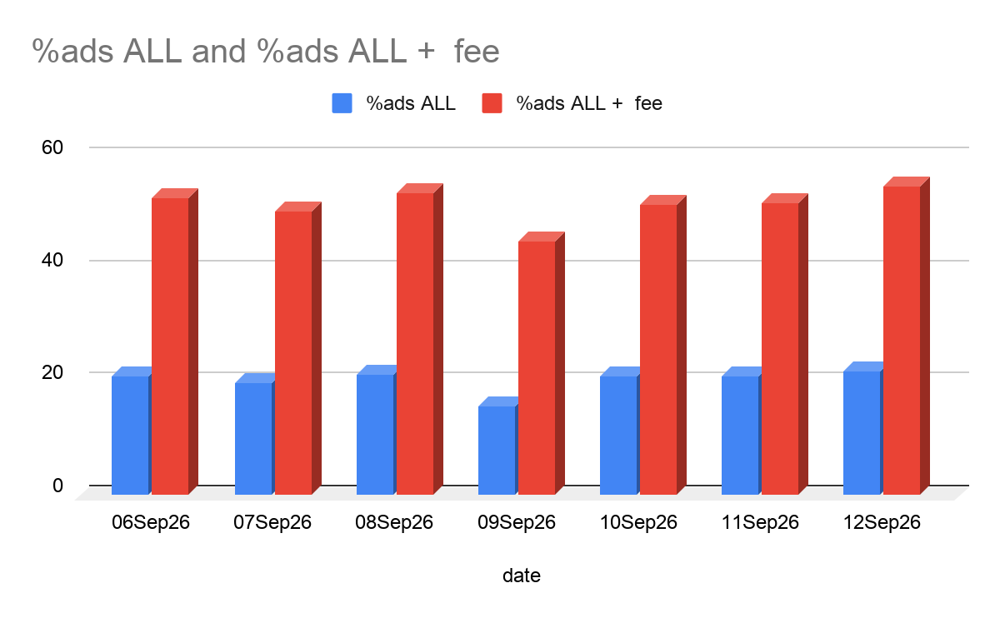 %ads ALL and %ads ALL +  fee
%ads ALL
%ads ALL +  fee
60
40
20
0
06Sep26
07Sep26
08Sep26
09Sep26
10Sep26
11Sep26
12Sep26
date